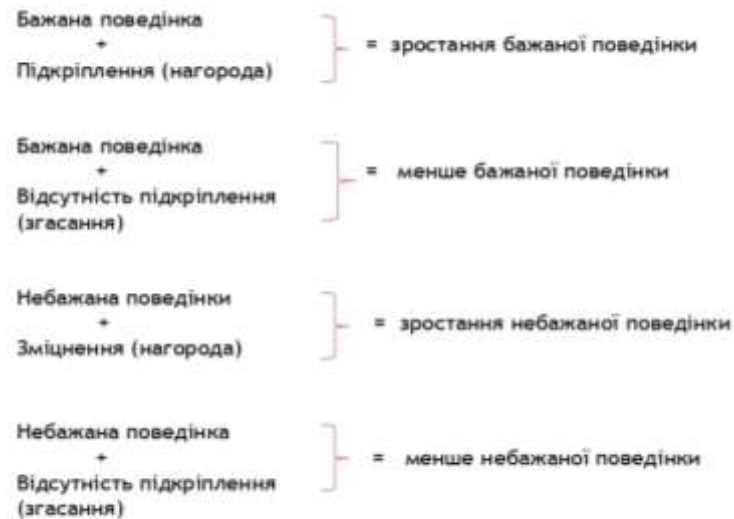 Бажана поведінка
+
Підкріплення (нагорода)
= зростання бажаної поведінки
Бажана поведінка
+
Відсутність підкріплення
(згасання)
= менше бажаної поведінки
Небажана поведінки
+
Зміцнення (нагорода)
= зростання небажаної поведінки
Небажана поведінка
+
Відсутність підкріплення
(згасання)
= менше небажаної поведінки